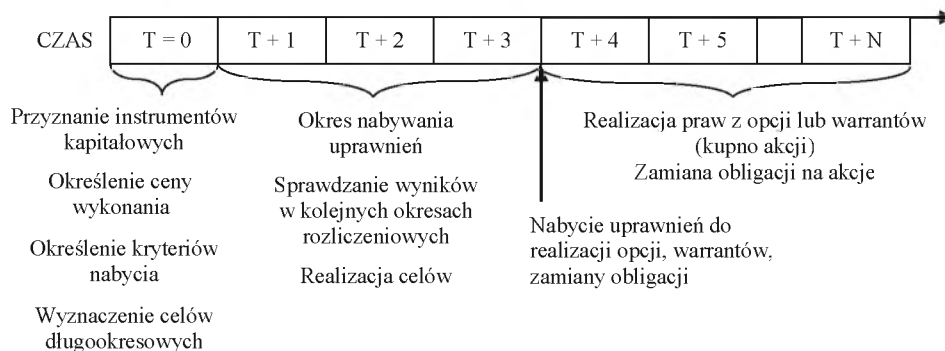 CZAS T = 0 T + 1 T + 2 T + 3 T + 4 T + 5 T + N
Przyznanie instrumentów
kapitałowych
Określenie ceny
wykonania
Określenie kryteriów
nabycia
Wyznaczenie celów
długookresowych
Okres nabywania
uprawnień
Sprawdzanie wyników
w kolejnych okresach
rozliczeniowych
Realizacja celów
Realizacja praw z opcji lub warrantów
(kupno akcji)
Zamiana obligacji na akcje
Nabycie uprawnień do
realizacji opcji, warrantów,
zamiany obligacji